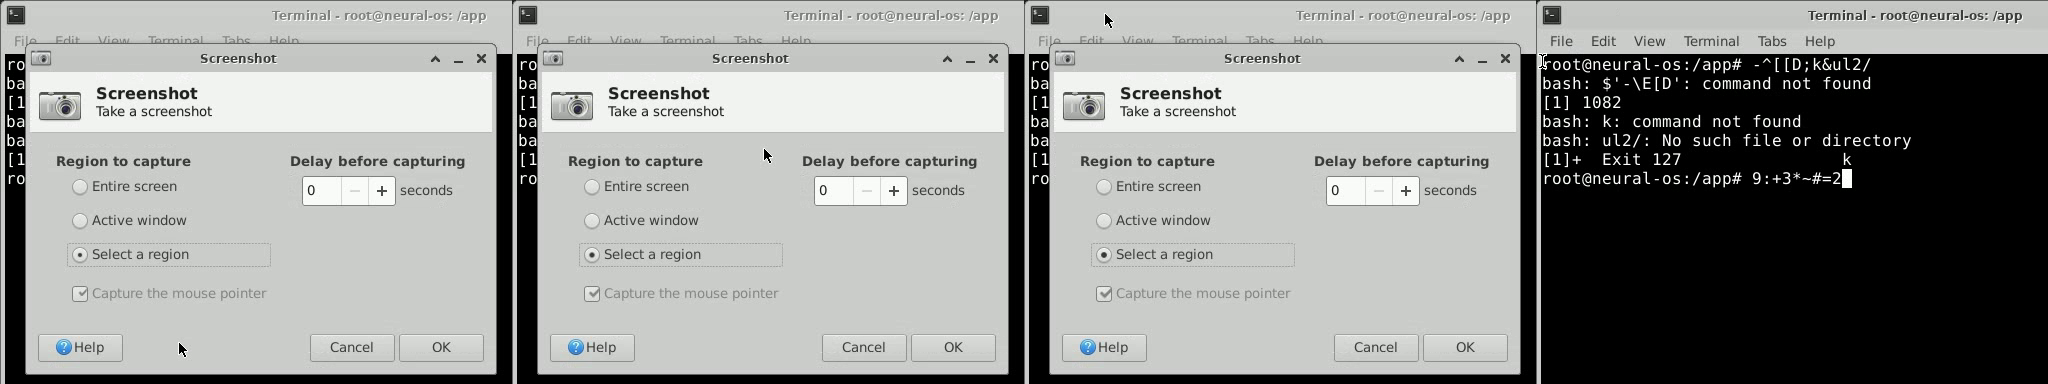 Terminal - root@neural-os: /app
File Edit View Terminal Tabs Help
ro
ba
[1
ba
ba
[1
ro
Screenshot
Screenshot
Take a screenshot
Region to capture
Entire screen
Active window
Select a region
Capture the mouse pointer
Delay before capturing
0 seconds
Help Cancel OK
Terminal - root@neural-os: /app
File Edit View Terminal Tabs Help
ro
ba
[1
ba
ba
[1
ro
Screenshot
Screenshot
Take a screenshot
Region to capture
Entire screen
Active window
Select a region
Capture the mouse pointer
Delay before capturing
0 seconds
Help Cancel OK
Terminal - root@neural-os: /app
File Edit View Terminal Tabs Help
ro
ba
[1
ba
ba
[1
ro
Screenshot
Screenshot
Take a screenshot
Region to capture
Entire screen
Active window
Select a region
Capture the mouse pointer
Delay before capturing
0 seconds
Help Cancel OK
Terminal - root@neural-os: /app
File Edit View Terminal Tabs Help
root@neural-os:/app# -^[[D;k&ul2/
bash: $'-\E[D': command not found
[1] 1082
bash: k: command not found
bash: ul2/: No such file or directory
[1]+  Exit 127                k
root@neural-os:/app# 9:+3*~#=2